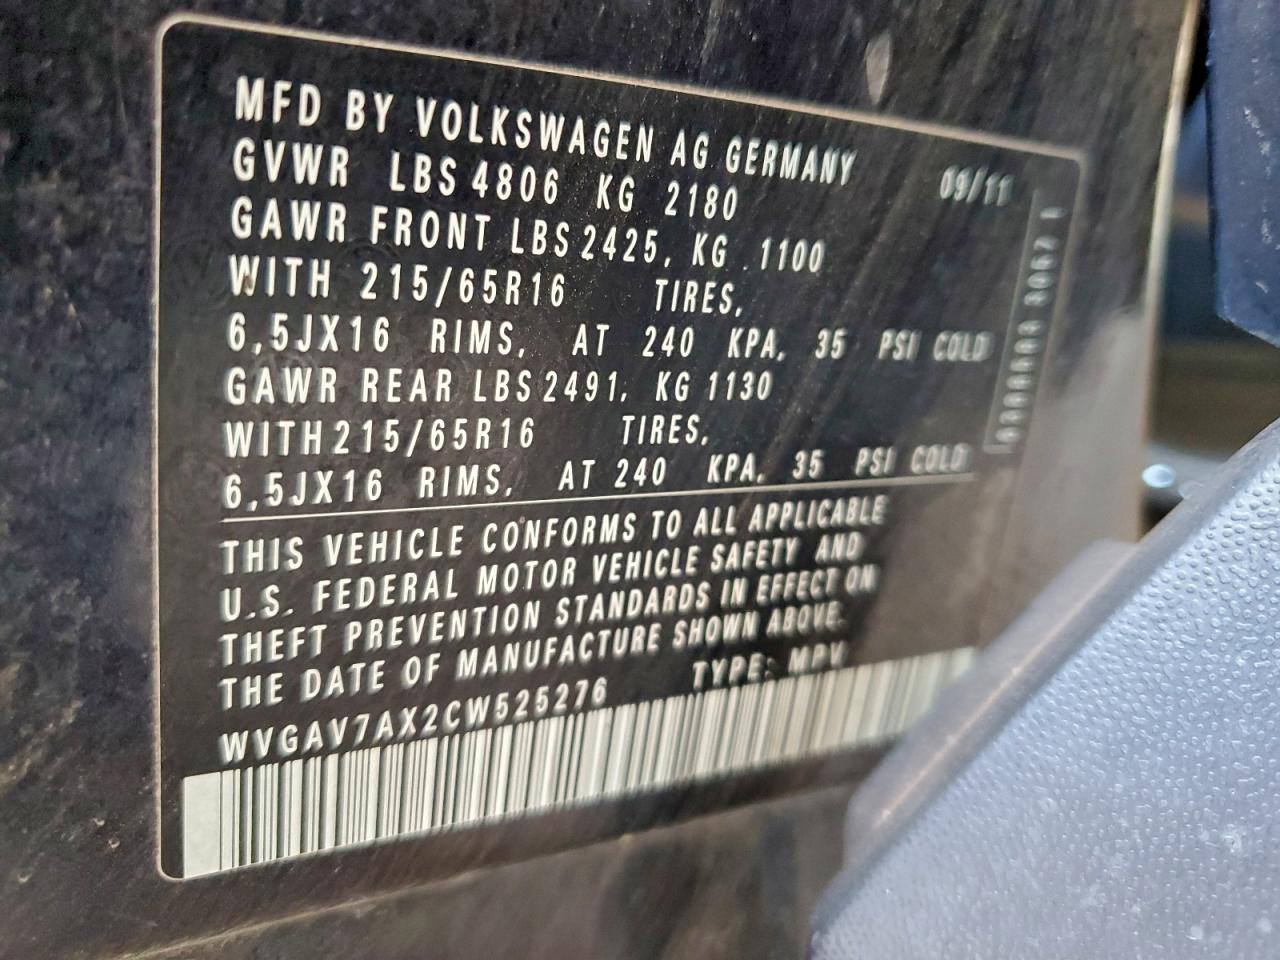 MFD BY VOLKSWAGEN AG GERMANY 09/11
GVWR LBS 4806 KG 2180
GAWR FRONT LBS 2425, KG 1100
WITH 215/65R16 TIRES,
6,5JX16 RIMS, AT 240 KPA, 35 PSI COLD
GAWR REAR LBS 2491, KG 1130
WITH 215/65R16 TIRES,
6,5JX16 RIMS, AT 240 KPA, 35 PSI COLD
THIS VEHICLE CONFORMS TO ALL APPLICABLE
U.S. FEDERAL MOTOR VEHICLE SAFETY AND
THEFT PREVENTION STANDARDS IN EFFECT ON
THE DATE OF MANUFACTURE SHOWN ABOVE.
WVGAV7AX2CW525276 TYPE: MPV